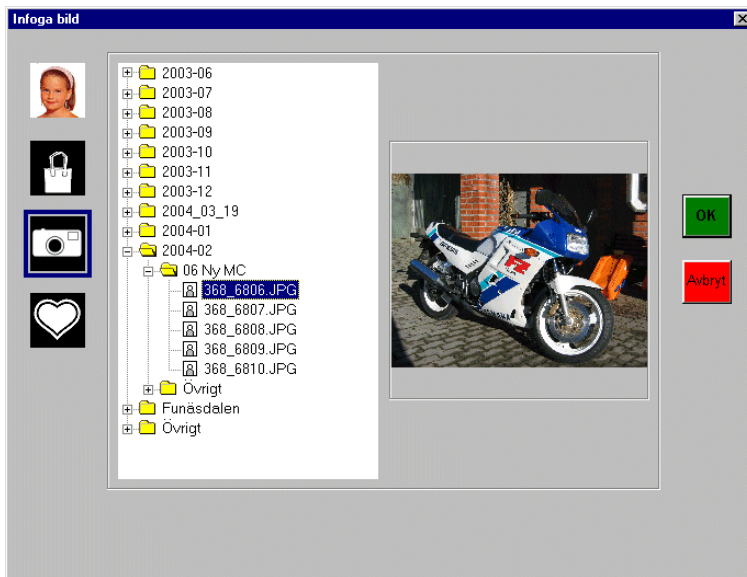 Infoga bild
2003-06
2003-07
2003-08
2003-09
2003-10
2003-11
2003-12
2004_03_19
2004-01
2004-02
06 Ny MC
368_6806.JPG
368_6807.JPG
368_6808.JPG
368_6809.JPG
368_6810.JPG
Övrigt
Funäsdalen
Övrigt
FZ
YAMAHA
OK
Avbryt